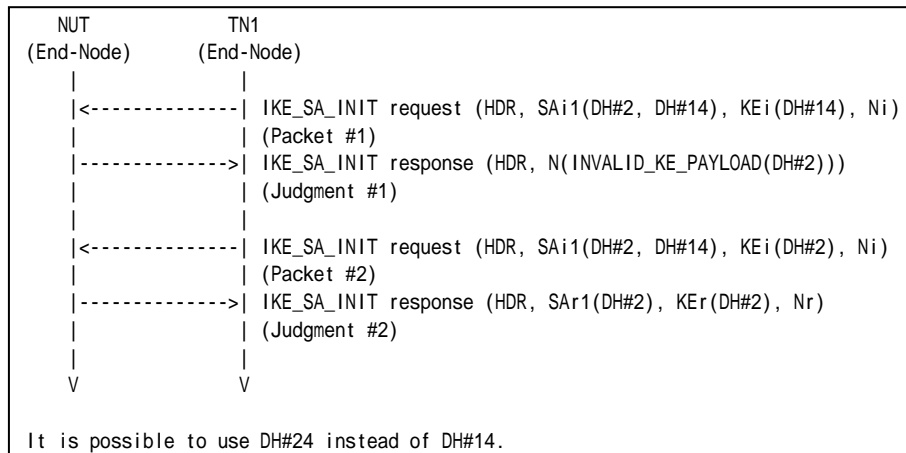 NUT TN1
(End-Node) (End-Node)
| |
|<--------------| IKE_SA_INIT request (HDR, SAi1(DH#2, DH#14), KEi(DH#14), Ni)
| | (Packet #1)
|-------------->| IKE_SA_INIT response (HDR, N(INVALID_KE_PAYLOAD(DH#2)))
| | (Judgment #1)
| |
|<--------------| IKE_SA_INIT request (HDR, SAi1(DH#2, DH#14), KEi(DH#2), Ni)
| | (Packet #2)
|-------------->| IKE_SA_INIT response (HDR, SAr1(DH#2), KEr(DH#2), Nr)
| | (Judgment #2)
| |
V V
It is possible to use DH#24 instead of DH#14.